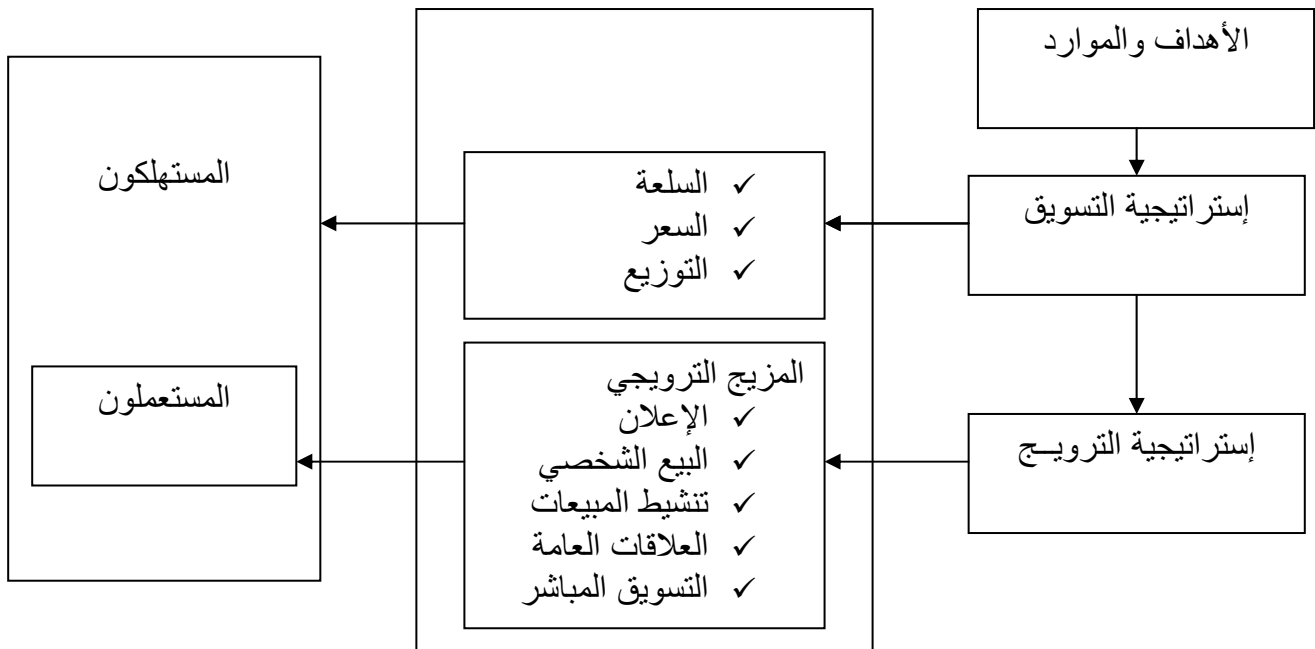 الأهداف والموارد
إستراتيجية التسويق
إستراتيجية الترويــج
✓ السلعة
✓ السعر
✓ التوزيع
المزيج الترويجي
✓ الإعلان
✓ البيع الشخصي
✓ تنشيط المبيعات
✓ العلاقات العامة
✓ التسويق المباشر
المستهلكون
المستعملون